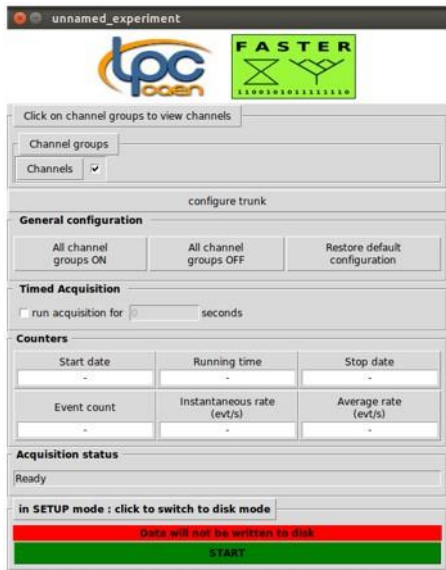 unnamed_experiment
lpc
caen
FASTER
1100101011111110
Click on channel groups to view channels
Channel groups
Channels
configure trunk
General configuration
All channel
groups ON
All channel
groups OFF
Restore default
configuration
Timed Acquisition
run acquisition for 0 seconds
Counters
Start date Running time Stop date
- - -
Event count
Instantaneous rate
(evt/s)
Average rate
(evt/s)
- - -
Acquisition status
Ready
in SETUP mode : click to switch to disk mode
Data will not be written to disk
START